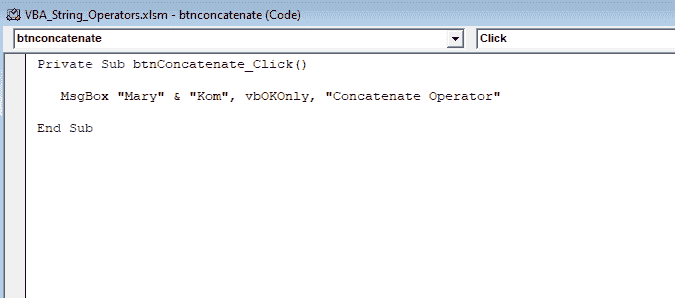 VBA_String_Operators.xlsm - btnconcatenate (Code)
btnconcatenate Click
Private Sub btnConcatenate_Click()
MsgBox "Mary" & "Kom", vbOKOnly, "Concatenate Operator"
End Sub